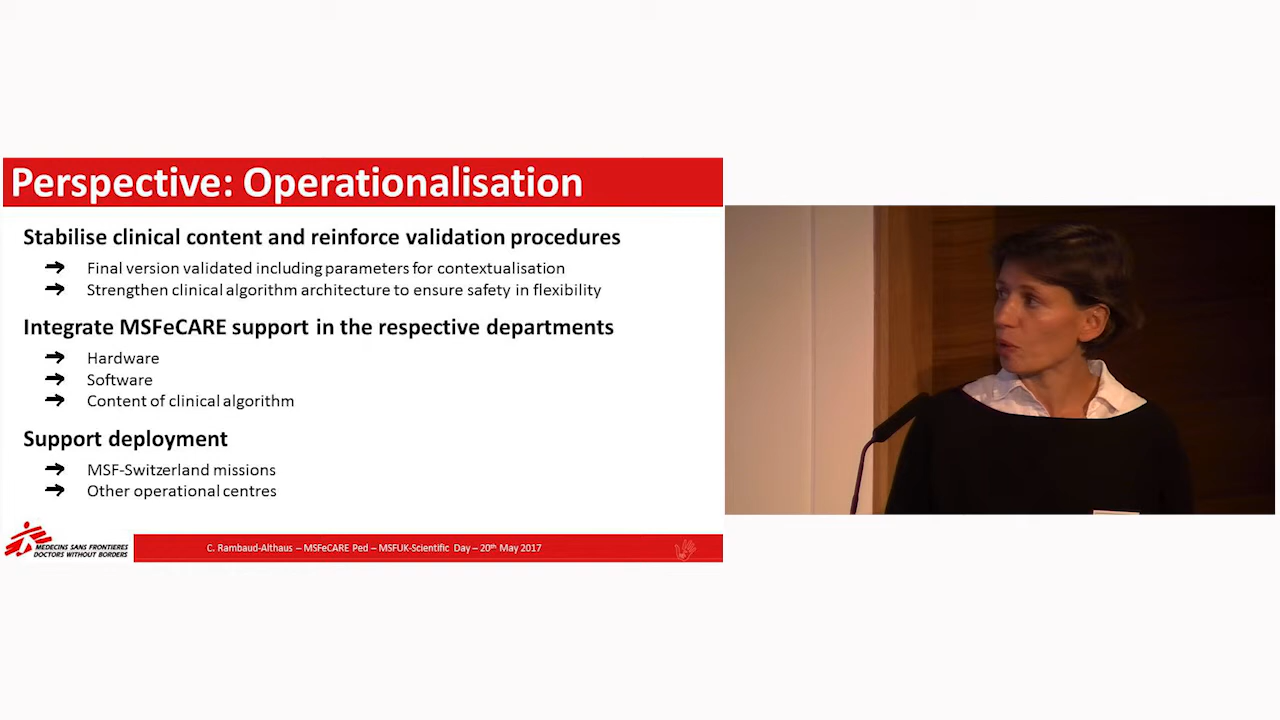 Perspective: Operationalisation
Stabilise clinical content and reinforce validation procedures
→ Final version validated including parameters for contextualisation
→ Strengthen clinical algorithm architecture to ensure safety in flexibility
Integrate MSFeCARE support in the respective departments
→ Hardware
→ Software
→ Content of clinical algorithm
Support deployment
→ MSF-Switzerland missions
→ Other operational centres
MEDECINS SANS FRONTIERES
DOCTORS WITHOUT BORDERS
C. Rambaud-Althaus – MSFeCARE Ped – MSFUK-Scientific Day – 20th May 2017